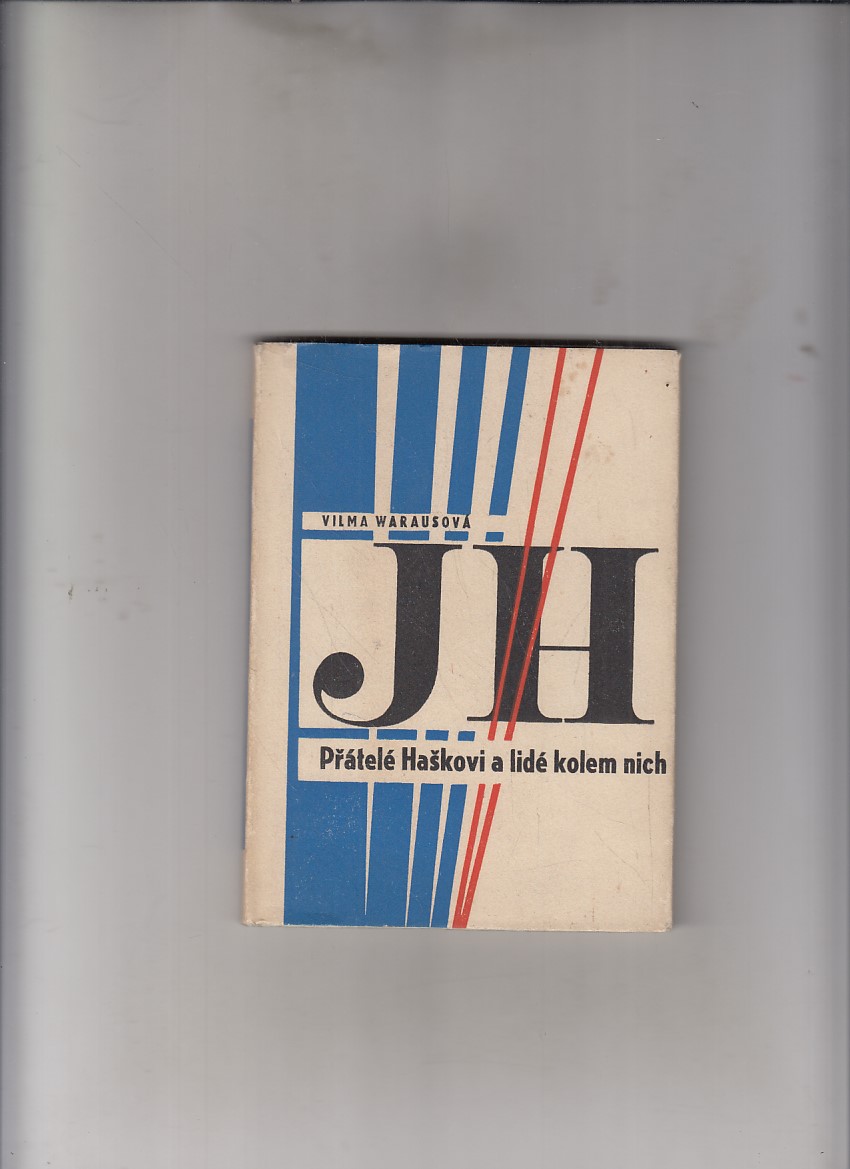 VILMA WARAUSOVÁ
JH
Přátelé Haškovi a lidé kolem nich